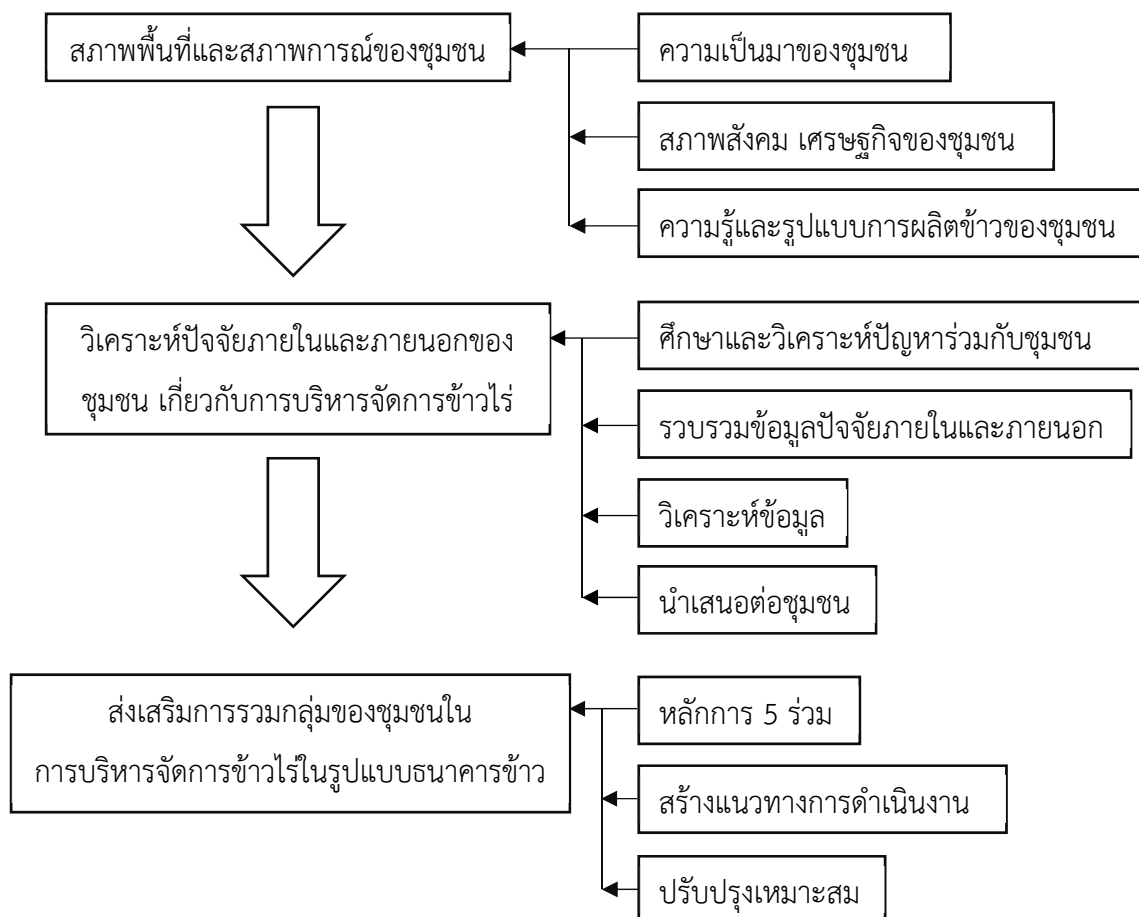 สภาพพื้นที่และสภาพการณ์ของชุมชน
ความเป็นมาของชุมชน
สภาพสังคม เศรษฐกิจของชุมชน
ความรู้และรูปแบบการผลิตข้าวของชุมชน
วิเคราะห์ปัจจัยภายในและภายนอกของ
ชุมชน เกี่ยวกับการบริหารจัดการข้าวไร่
ศึกษาและวิเคราะห์ปัญหาร่วมกับชุมชน
รวบรวมข้อมูลปัจจัยภายในและภายนอก
วิเคราะห์ข้อมูล
นำเสนอต่อชุมชน
ส่งเสริมการรวมกลุ่มของชุมชนใน
การบริหารจัดการข้าวไร่ในรูปแบบธนาคารข้าว
หลักการ 5 ร่วม
สร้างแนวทางการดำเนินงาน
ปรับปรุงเหมาะสม